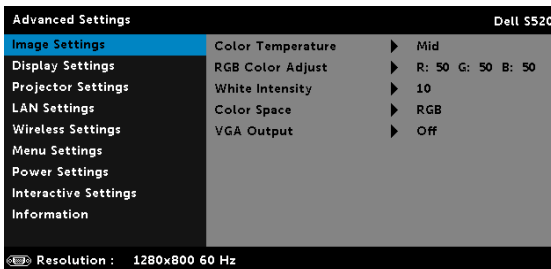 Advanced Settings Dell S520
Image Settings Color Temperature Mid
Display Settings RGB Color Adjust R: 50 G: 50 B: 50
Projector Settings White Intensity 10
LAN Settings Color Space RGB
Wireless Settings VGA Output Off
Menu Settings
Power Settings
Interactive Settings
Information
Resolution : 1280x800 60 Hz